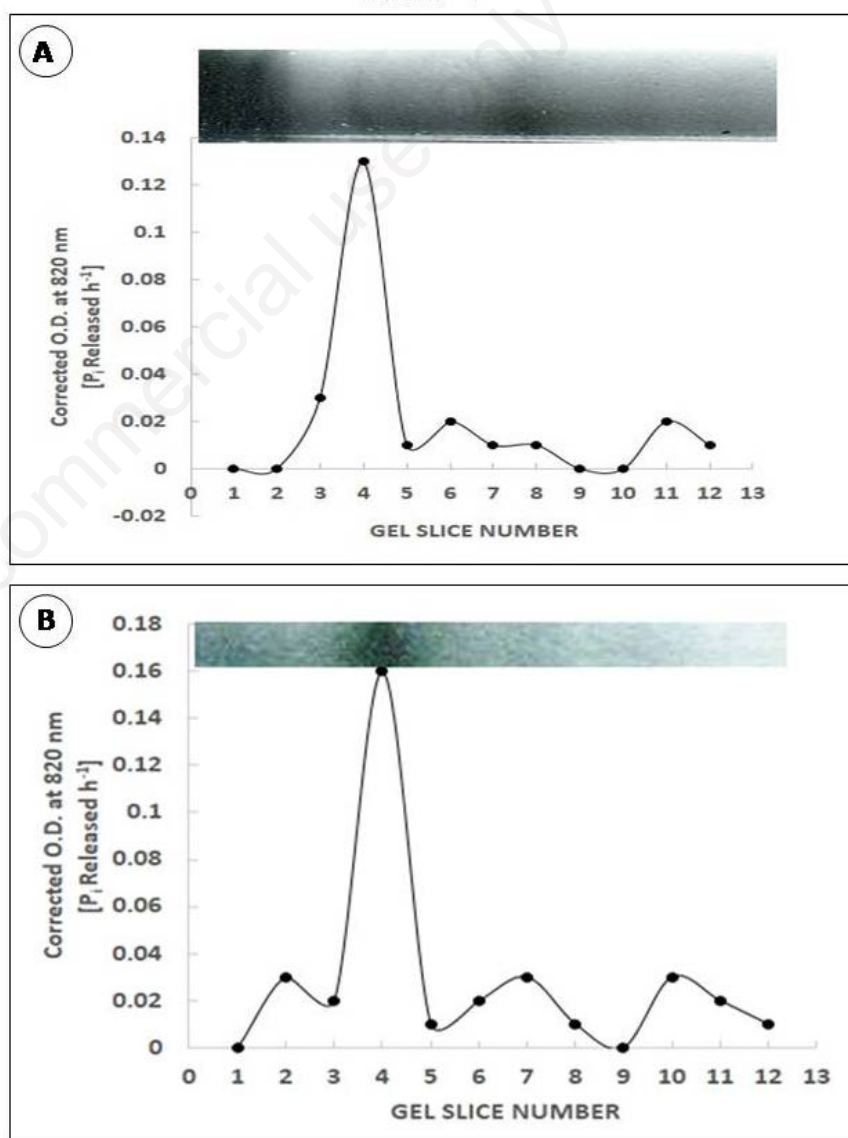 A
0.14
0.12
0.1
0.08
0.06
0.04
0.02
0
-0.02
Corrected O.D. at 820 nm
[Pi Released h-1]
0 1 2 3 4 5 6 7 8 9 10 11 12 13
GEL SLICE NUMBER
B
0.18
0.16
0.14
0.12
0.1
0.08
0.06
0.04
0.02
0
Corrected O.D. at 820 nm
[Pi Released h-1]
0 1 2 3 4 5 6 7 8 9 10 11 12 13
GEL SLICE NUMBER
ommercial use only